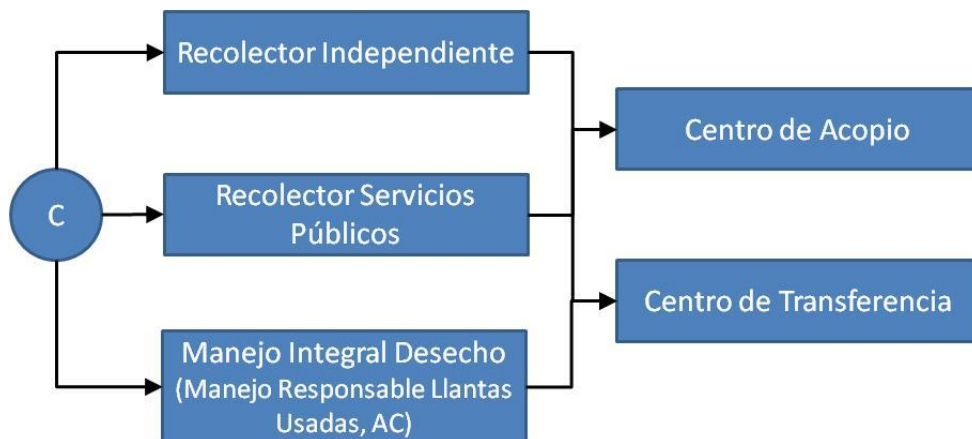 Recolector Independiente
Centro de Acopio
C
Recolector Servicios
Públicos
Centro de Transferencia
Manejo Integral Desecho
(Manejo Responsable Llantas
Usadas, AC)